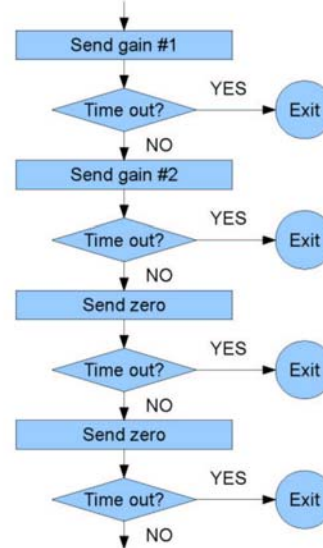 Send gain #1
YES
Time out?
Exit
NO
Send gain #2
YES
Time out?
Exit
NO
Send zero
YES
Time out?
Exit
NO
Send zero
YES
Time out?
Exit
NO